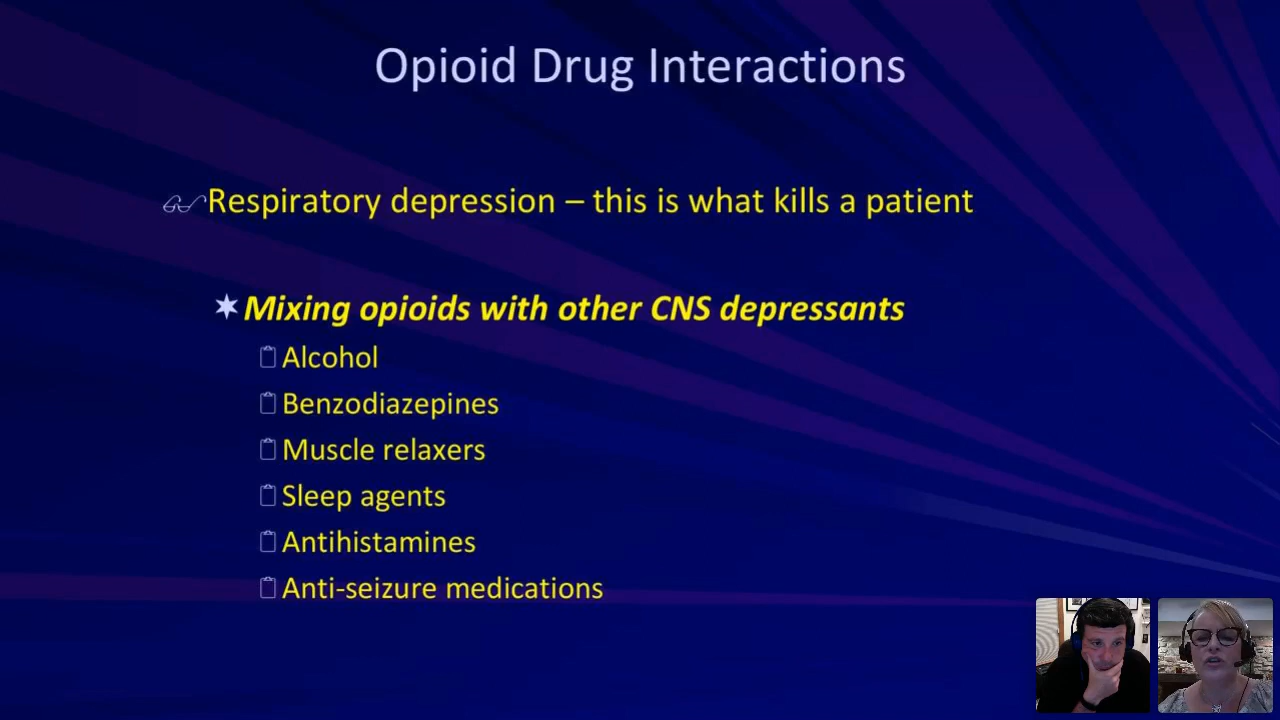 Opioid Drug Interactions
Respiratory depression – this is what kills a patient
Mixing opioids with other CNS depressants
Alcohol
Benzodiazepines
Muscle relaxers
Sleep agents
Antihistamines
Anti-seizure medications